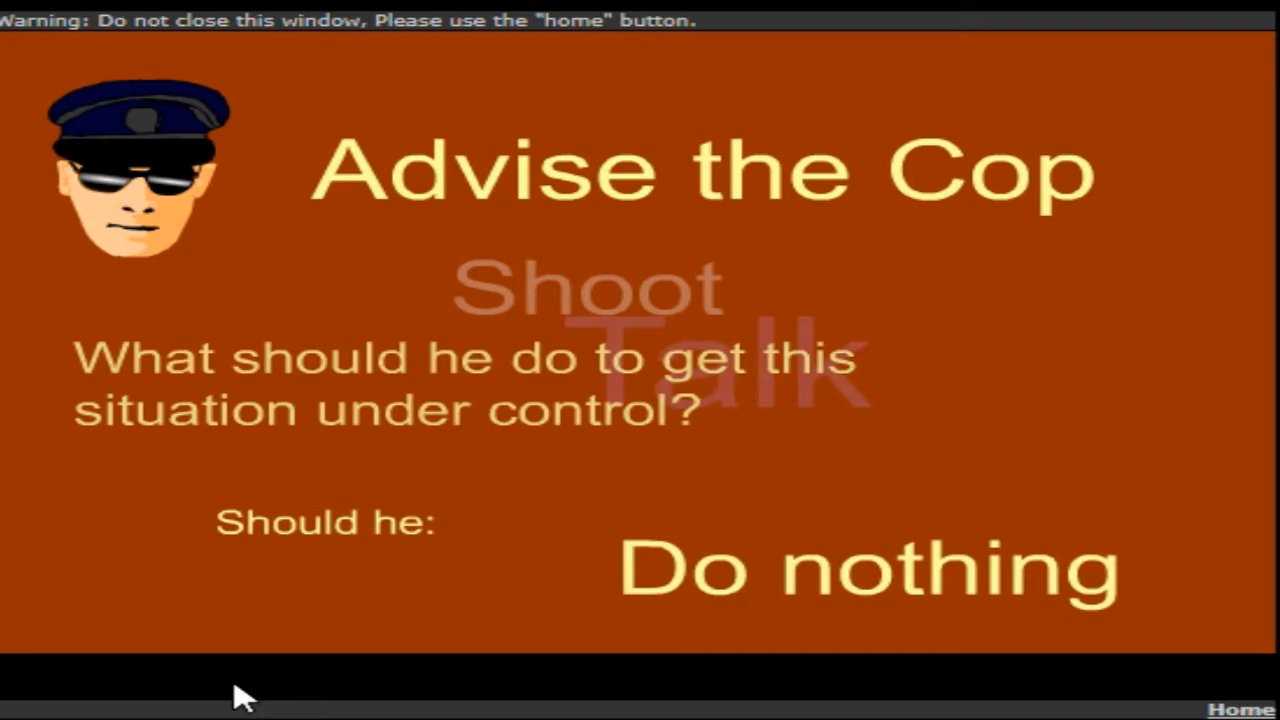 Warning: Do not close this window, Please use the "home" button.
Advise the Cop
Shoot
Talk
What should he do to get this
situation under control?
Should he:
Do nothing
Home